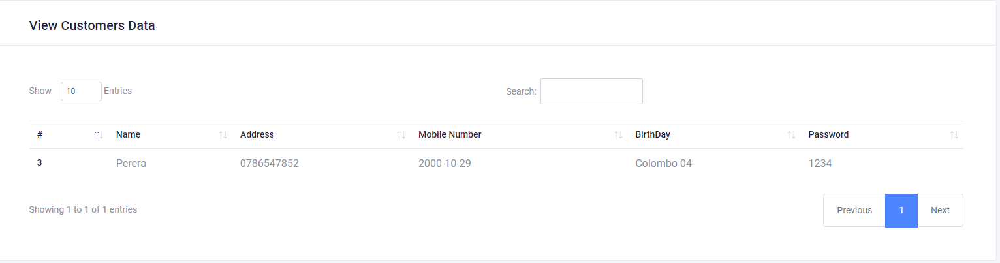 View Customers Data
Show 10 Entries Search:
# Name Address Mobile Number BirthDay Password
3 Perera 0786547852 2000-10-29 Colombo 04 1234
Showing 1 to 1 of 1 entries Previous 1 Next